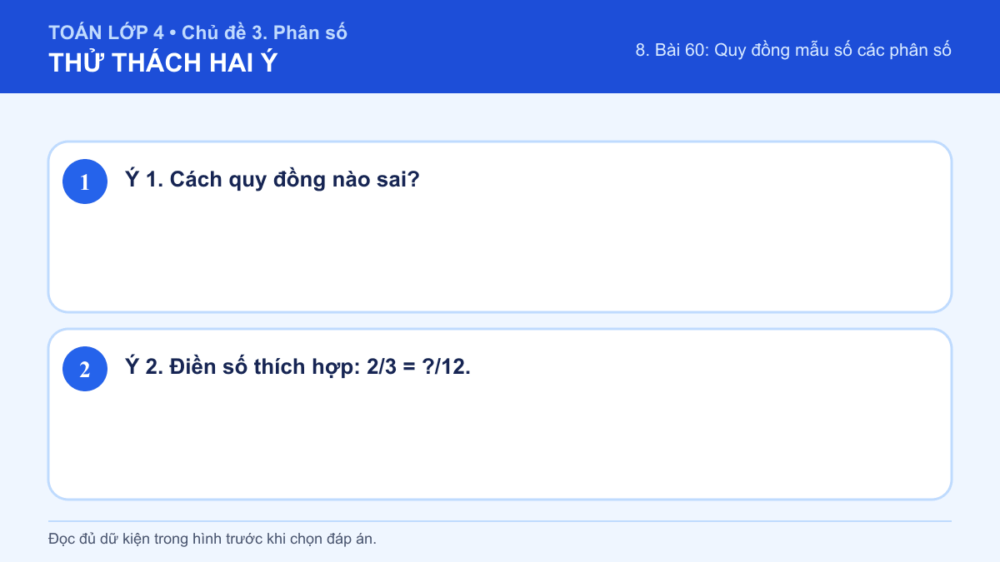 TOÁN LỚP 4 • Chủ đề 3. Phân số
THỬ THÁCH HAI Ý
8. Bài 60: Quy đồng mẫu số các phân số
1
Ý 1. Cách quy đồng nào sai?
2
Ý 2. Điền số thích hợp: 2/3 = ?/12.
Đọc đủ dữ kiện trong hình trước khi chọn đáp án.